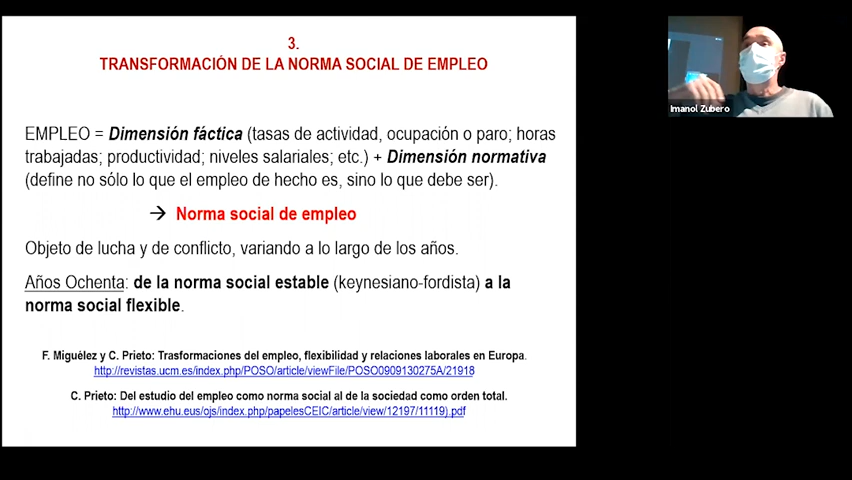 3.
TRANSFORMACIÓN DE LA NORMA SOCIAL DE EMPLEO
EMPLEO = Dimensión fáctica (tasas de actividad, ocupación o paro; horas
trabajadas; productividad; niveles salariales; etc.) + Dimensión normativa
(define no sólo lo que el empleo de hecho es, sino lo que debe ser).
→ Norma social de empleo
Objeto de lucha y de conflicto, variando a lo largo de los años.
Años Ochenta: de la norma social estable (keynesiano-fordista) a la
norma social flexible.
F. Miguélez y C. Prieto: Trasformaciones del empleo, flexibilidad y relaciones laborales en Europa.
http://revistas.ucm.es/index.php/POSO/article/viewFile/POSO0909130275A/21918
C. Prieto: Del estudio del empleo como norma social al de la sociedad como orden total.
http://www.ehu.eus/ojs/index.php/papelesCEIC/article/view/12197/11119).pdf
Imanol Zubero